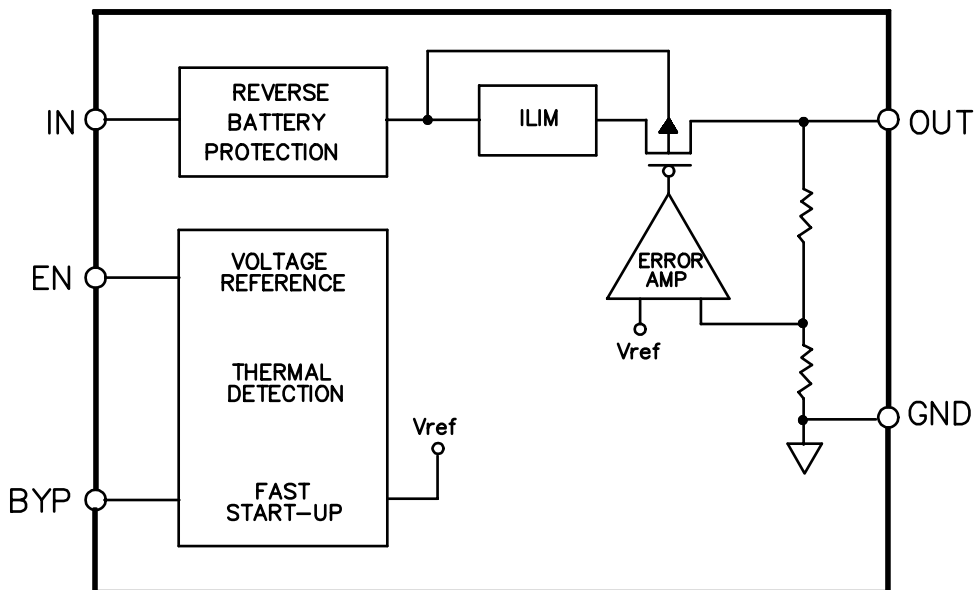 IN
REVERSE
BATTERY
PROTECTION
ILIM
OUT
EN
VOLTAGE
REFERENCE
THERMAL
DETECTION
FAST
START-UP
BYP
Vref
ERROR
AMP
Vref
GND